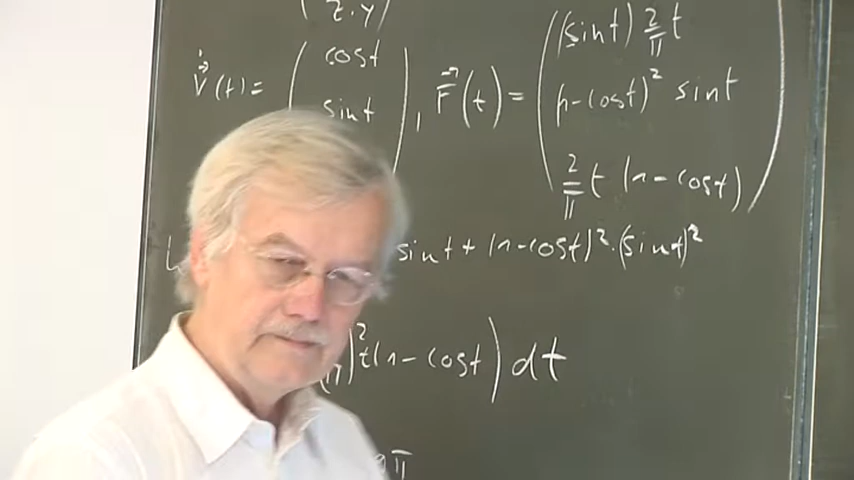 z·y
(sin t) 2/π t
v̇⃗(t) = ( cos t
sin t ) , F⃗(t) = (1-cos t)² sin t
2/π t (1-cos t)
sin t + (1-cos t)²·(sin t)²
π)² t(1-cos t) dt
π